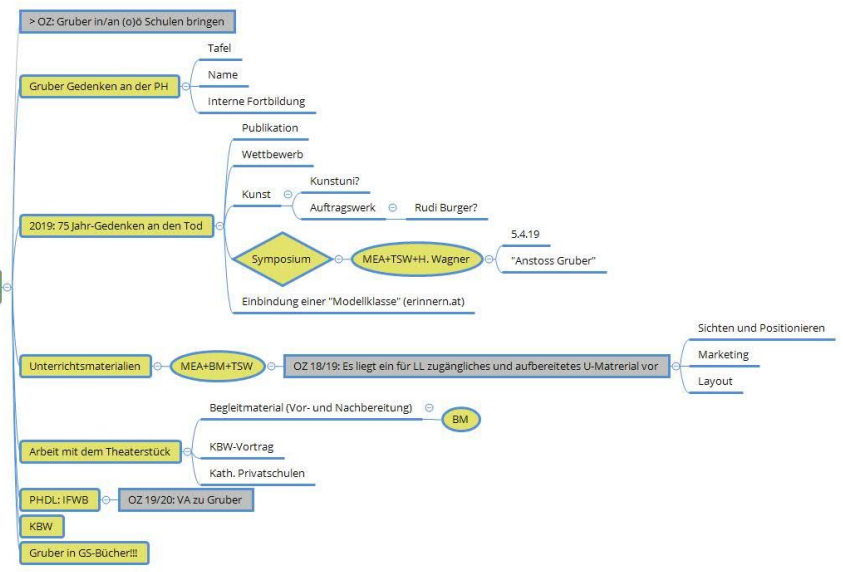 > OZ: Gruber in/an (o)ö Schulen bringen
Gruber Gedenken an der PH
Tafel
Name
Interne Fortbildung
2019: 75 Jahr-Gedenken an den Tod
Publikation
Wettbewerb
Kunst
Kunstuni?
Auftragswerk
Rudi Burger?
Symposium
MEA+TSW+H. Wagner
5.4.19
"Anstoss Gruber"
Einbindung einer "Modellklasse" (erinnern.at)
Unterrichtsmaterialien
MEA+BM+TSW
OZ 18/19: Es liegt ein für LL zugängliches und aufbereitetes U-Matrerial vor
Sichten und Positionieren
Marketing
Layout
Arbeit mit dem Theaterstück
Begleitmaterial (Vor- und Nachbereitung)
BM
KBW-Vortrag
Kath. Privatschulen
PHDL: IFWB
OZ 19/20: VA zu Gruber
KBW
Gruber in GS-Bücher!!!